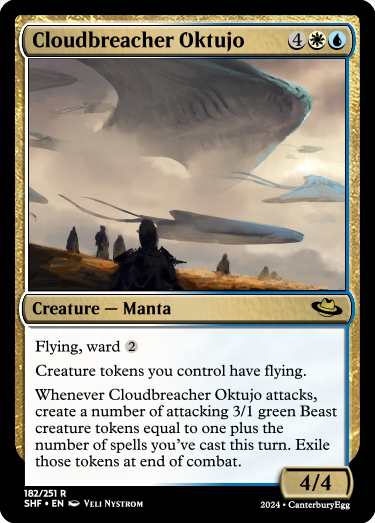 Cloudbreacher Oktujo 4
Creature — Manta
Flying, ward 2
Creature tokens you control have flying.
Whenever Cloudbreacher Oktujo attacks,
create a number of attacking 3/1 green Beast
creature tokens equal to one plus the
number of spells you've cast this turn. Exile
those tokens at end of combat.
4/4
182/251 R
SHF • EN Veli Nystrom
2024 • CanterburyEgg